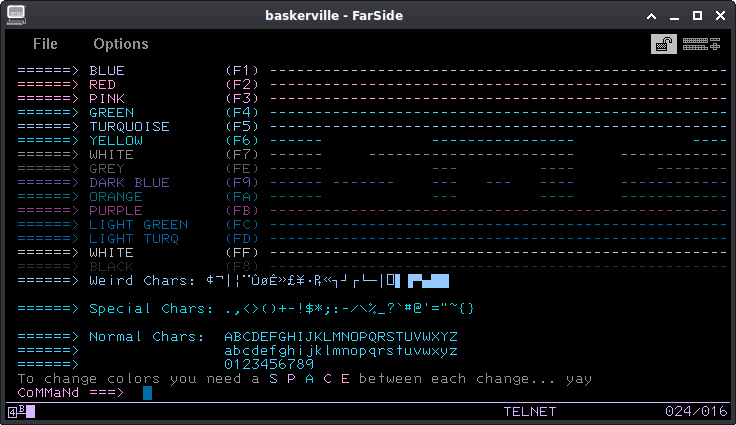 baskerville - FarSide
File Options
======> BLUE (F1) ---------------------------------------------------
======> RED (F2) ---------------------------------------------------
======> PINK (F3) ---------------------------------------------------
======> GREEN (F4) ---------------------------------------------------
======> TURQUOISE (F5) ---------------------------------------------------
======> YELLOW (F6) ------ ---------------- ----
======> WHITE (F7) ----- ------- ---- ------------
======> GREY (FE) ------ --- ---- ----
======> DARK BLUE (F9) ----- ------- --- --- ---- ------------
======> ORANGE (FA) ------ --- ---- ----
======> PURPLE (FB) ---------------------------------------------------
======> LIGHT GREEN (FC) ---------------------------------------------------
======> LIGHT TURQ (FD) ---------------------------------------------------
======> WHITE (FF) ---------------------------------------------------
======> BLACK (F8) ---------------------------------------------------
======> Weird Chars:
======> Special Chars: .,<>()+-!$*;:-/\%_?`#@'="~{}
======> Normal Chars: ABCDEFGHIJKLMNOPQRSTUVWXYZ
======> abcdefghijklmnopqrstuvwxyz
======> 0123456789
To change colors you need a S P A C E between each change... yay
CoMMaNd ===>
4B TELNET 024/016